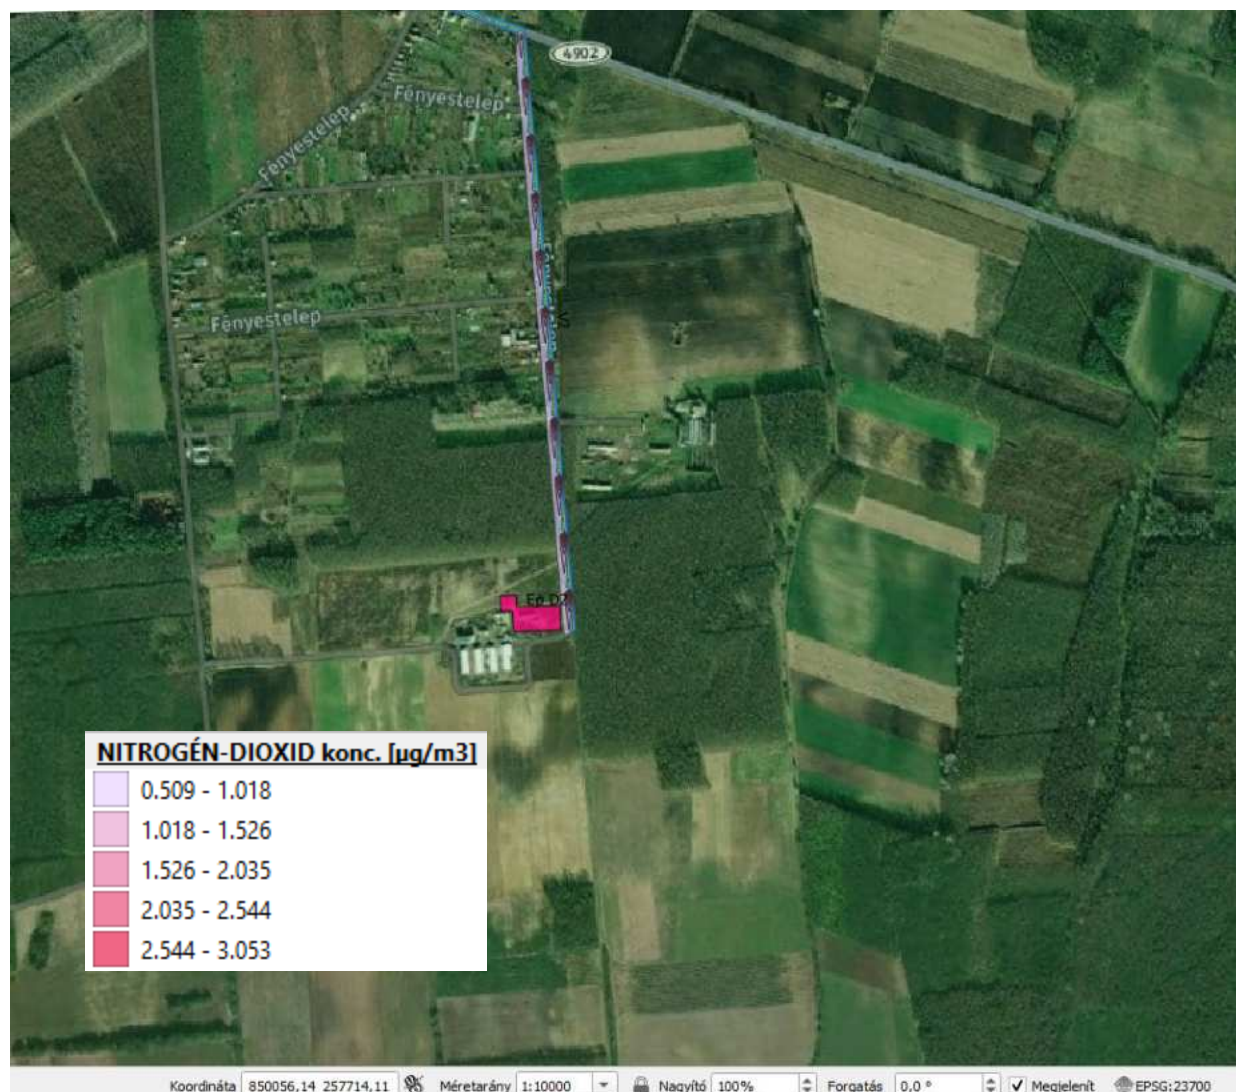 4902
Fényestelep
Fényestelep
Fényestelep
NITROGÉN-DIOXID konc. [µg/m3]
0.509 - 1.018
1.018 - 1.526
1.526 - 2.035
2.035 - 2.544
2.544 - 3.053
Koordináta 850056,14 257714,11 Méretarány 1:10000 Nagyító 100% Forgatás 0,0 ° Megjelenít EPSG:23700